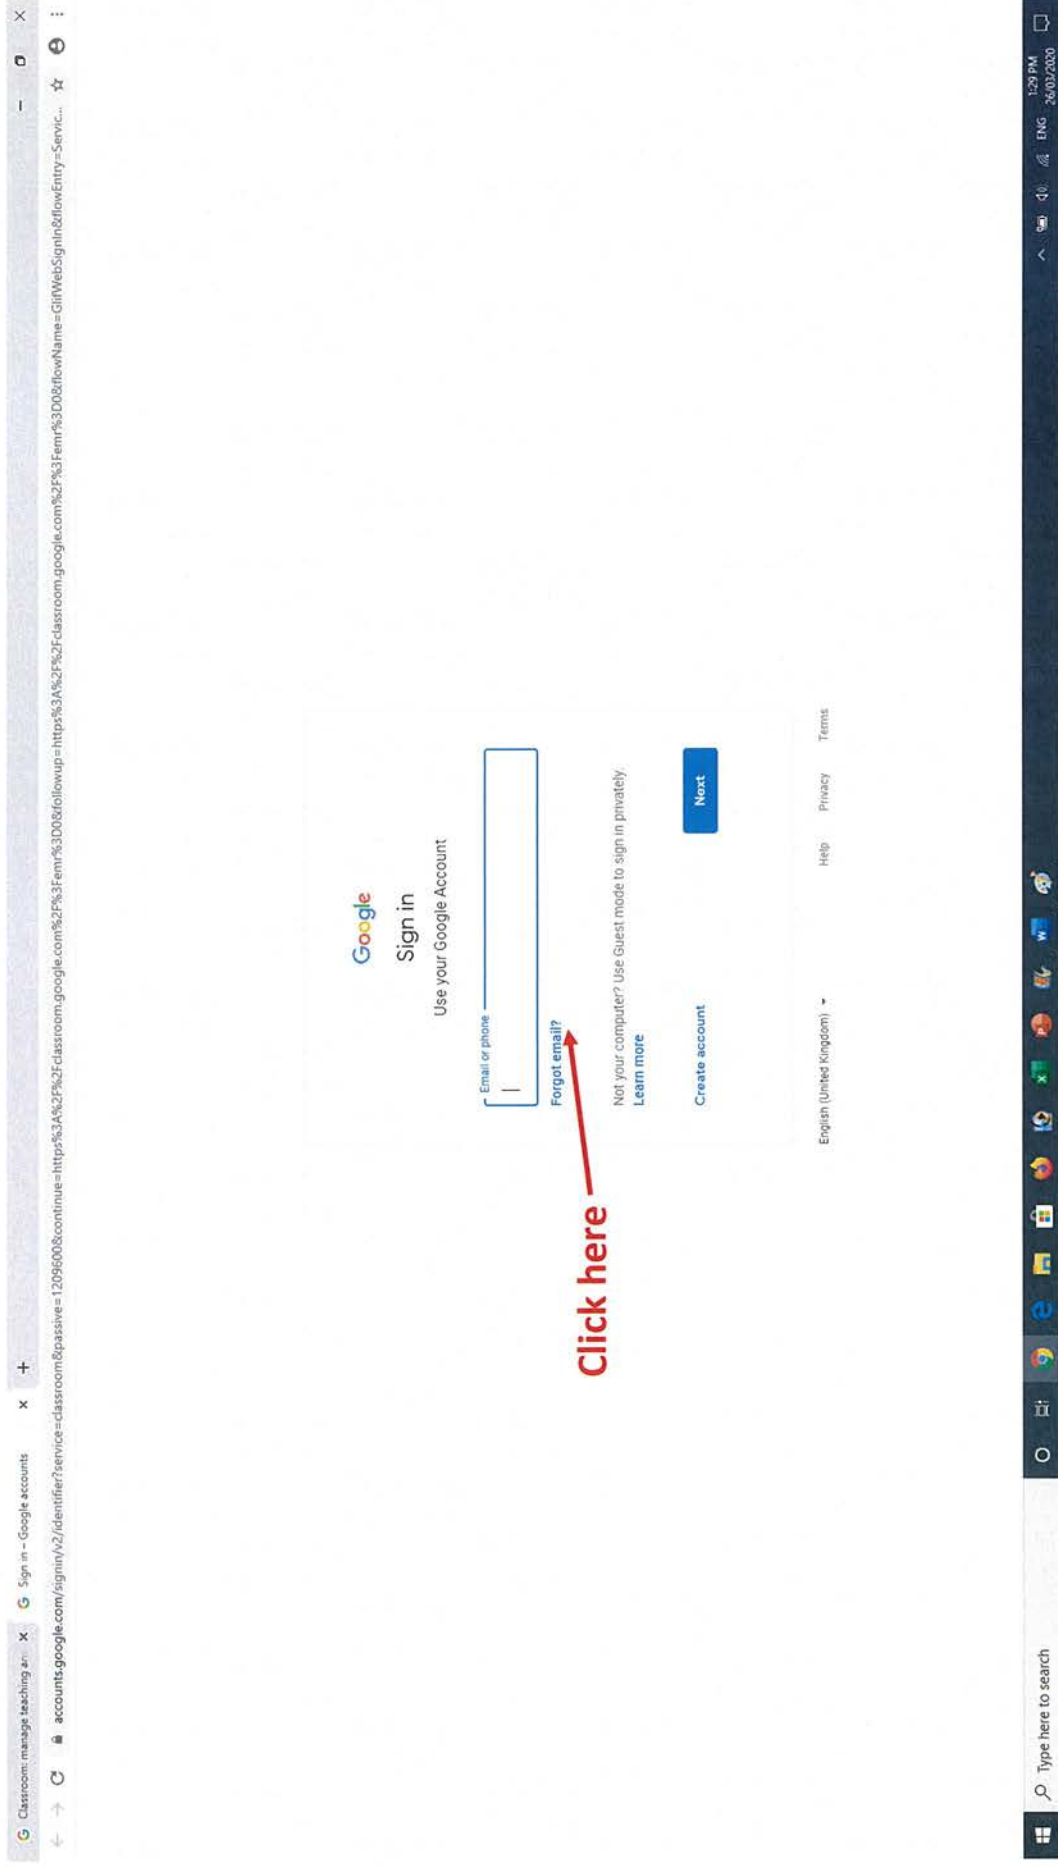 Classroom: manage teaching an
Sign in – Google accounts
accounts.google.com/signin/v2/identifier?service=classroom&passive=1209600&continue=https%3A%2F%2Fclassroom.google.com%2F%3Femr%3D0&followup=https%3A%2F%2Fclassroom.google.com%2F%3Femr%3D0&flowName=GlifWebSignIn&flowEntry=Servic...
Google
Sign in
Use your Google Account
Email or phone
Forgot email?
Click here
Not your computer? Use Guest mode to sign in privately.
Learn more
Create account
Next
English (United Kingdom)
Help
Privacy
Terms
Type here to search
ENG
1:29 PM
26/03/2020